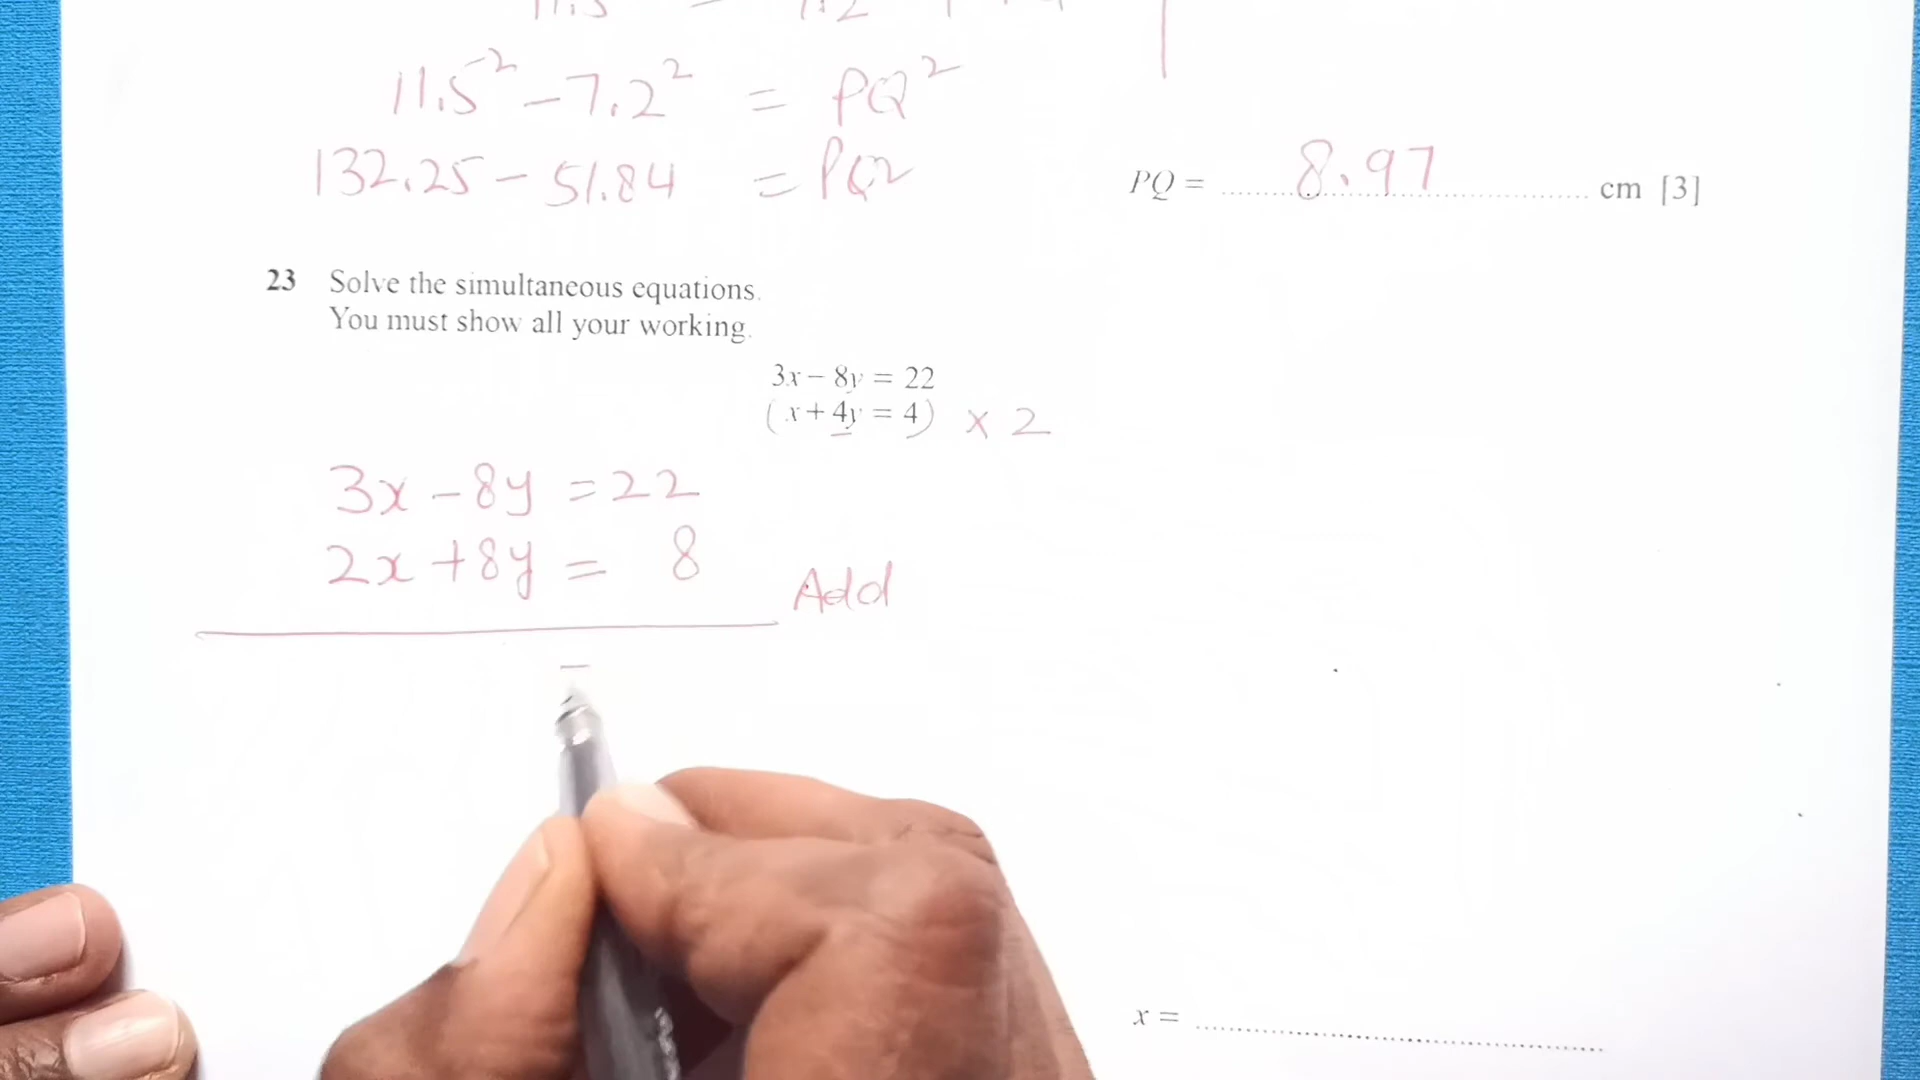 11.5² - 7.2² = PQ²
132.25 - 51.84 = PQ²
PQ = 8.97 cm [3]
23 Solve the simultaneous equations.
You must show all your working.
3x - 8y = 22
(x + 4y = 4) × 2
3x - 8y = 22
2x + 8y = 8
Add
x =